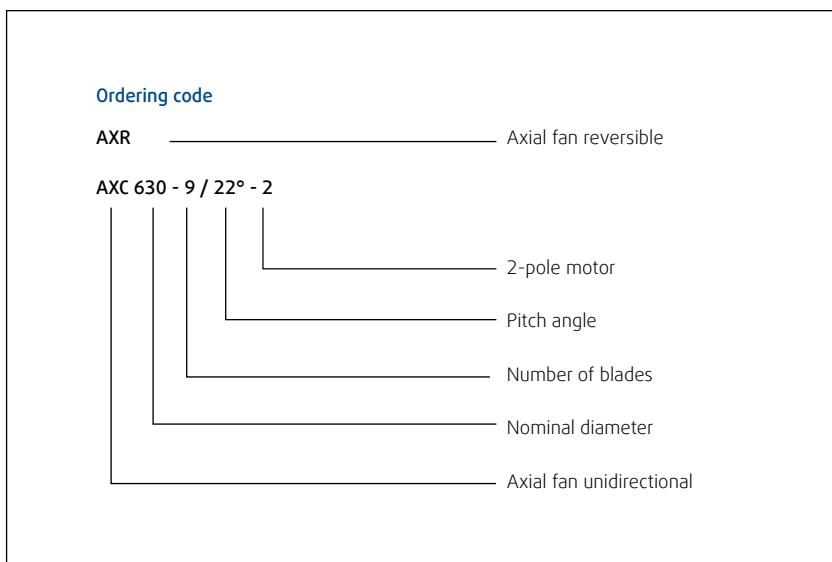 Ordering code
AXR Axial fan reversible
AXC 630 - 9 / 22° - 2
2-pole motor
Pitch angle
Number of blades
Nominal diameter
Axial fan unidirectional